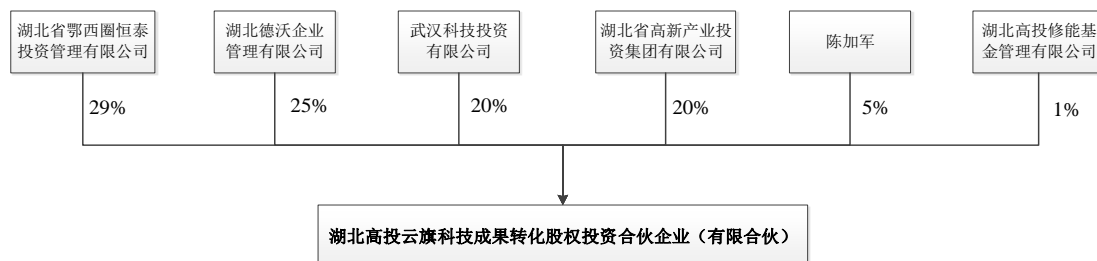 湖北省鄂西圈恒泰
投资管理有限公司
湖北德沃企业
管理有限公司
武汉科技投资
有限公司
湖北省高新产业投
资集团有限公司
陈加军
湖北高投修能基
金管理有限公司
29%
25%
20%
20%
5%
1%
湖北高投云旗科技成果转化股权投资合伙企业（有限合伙）